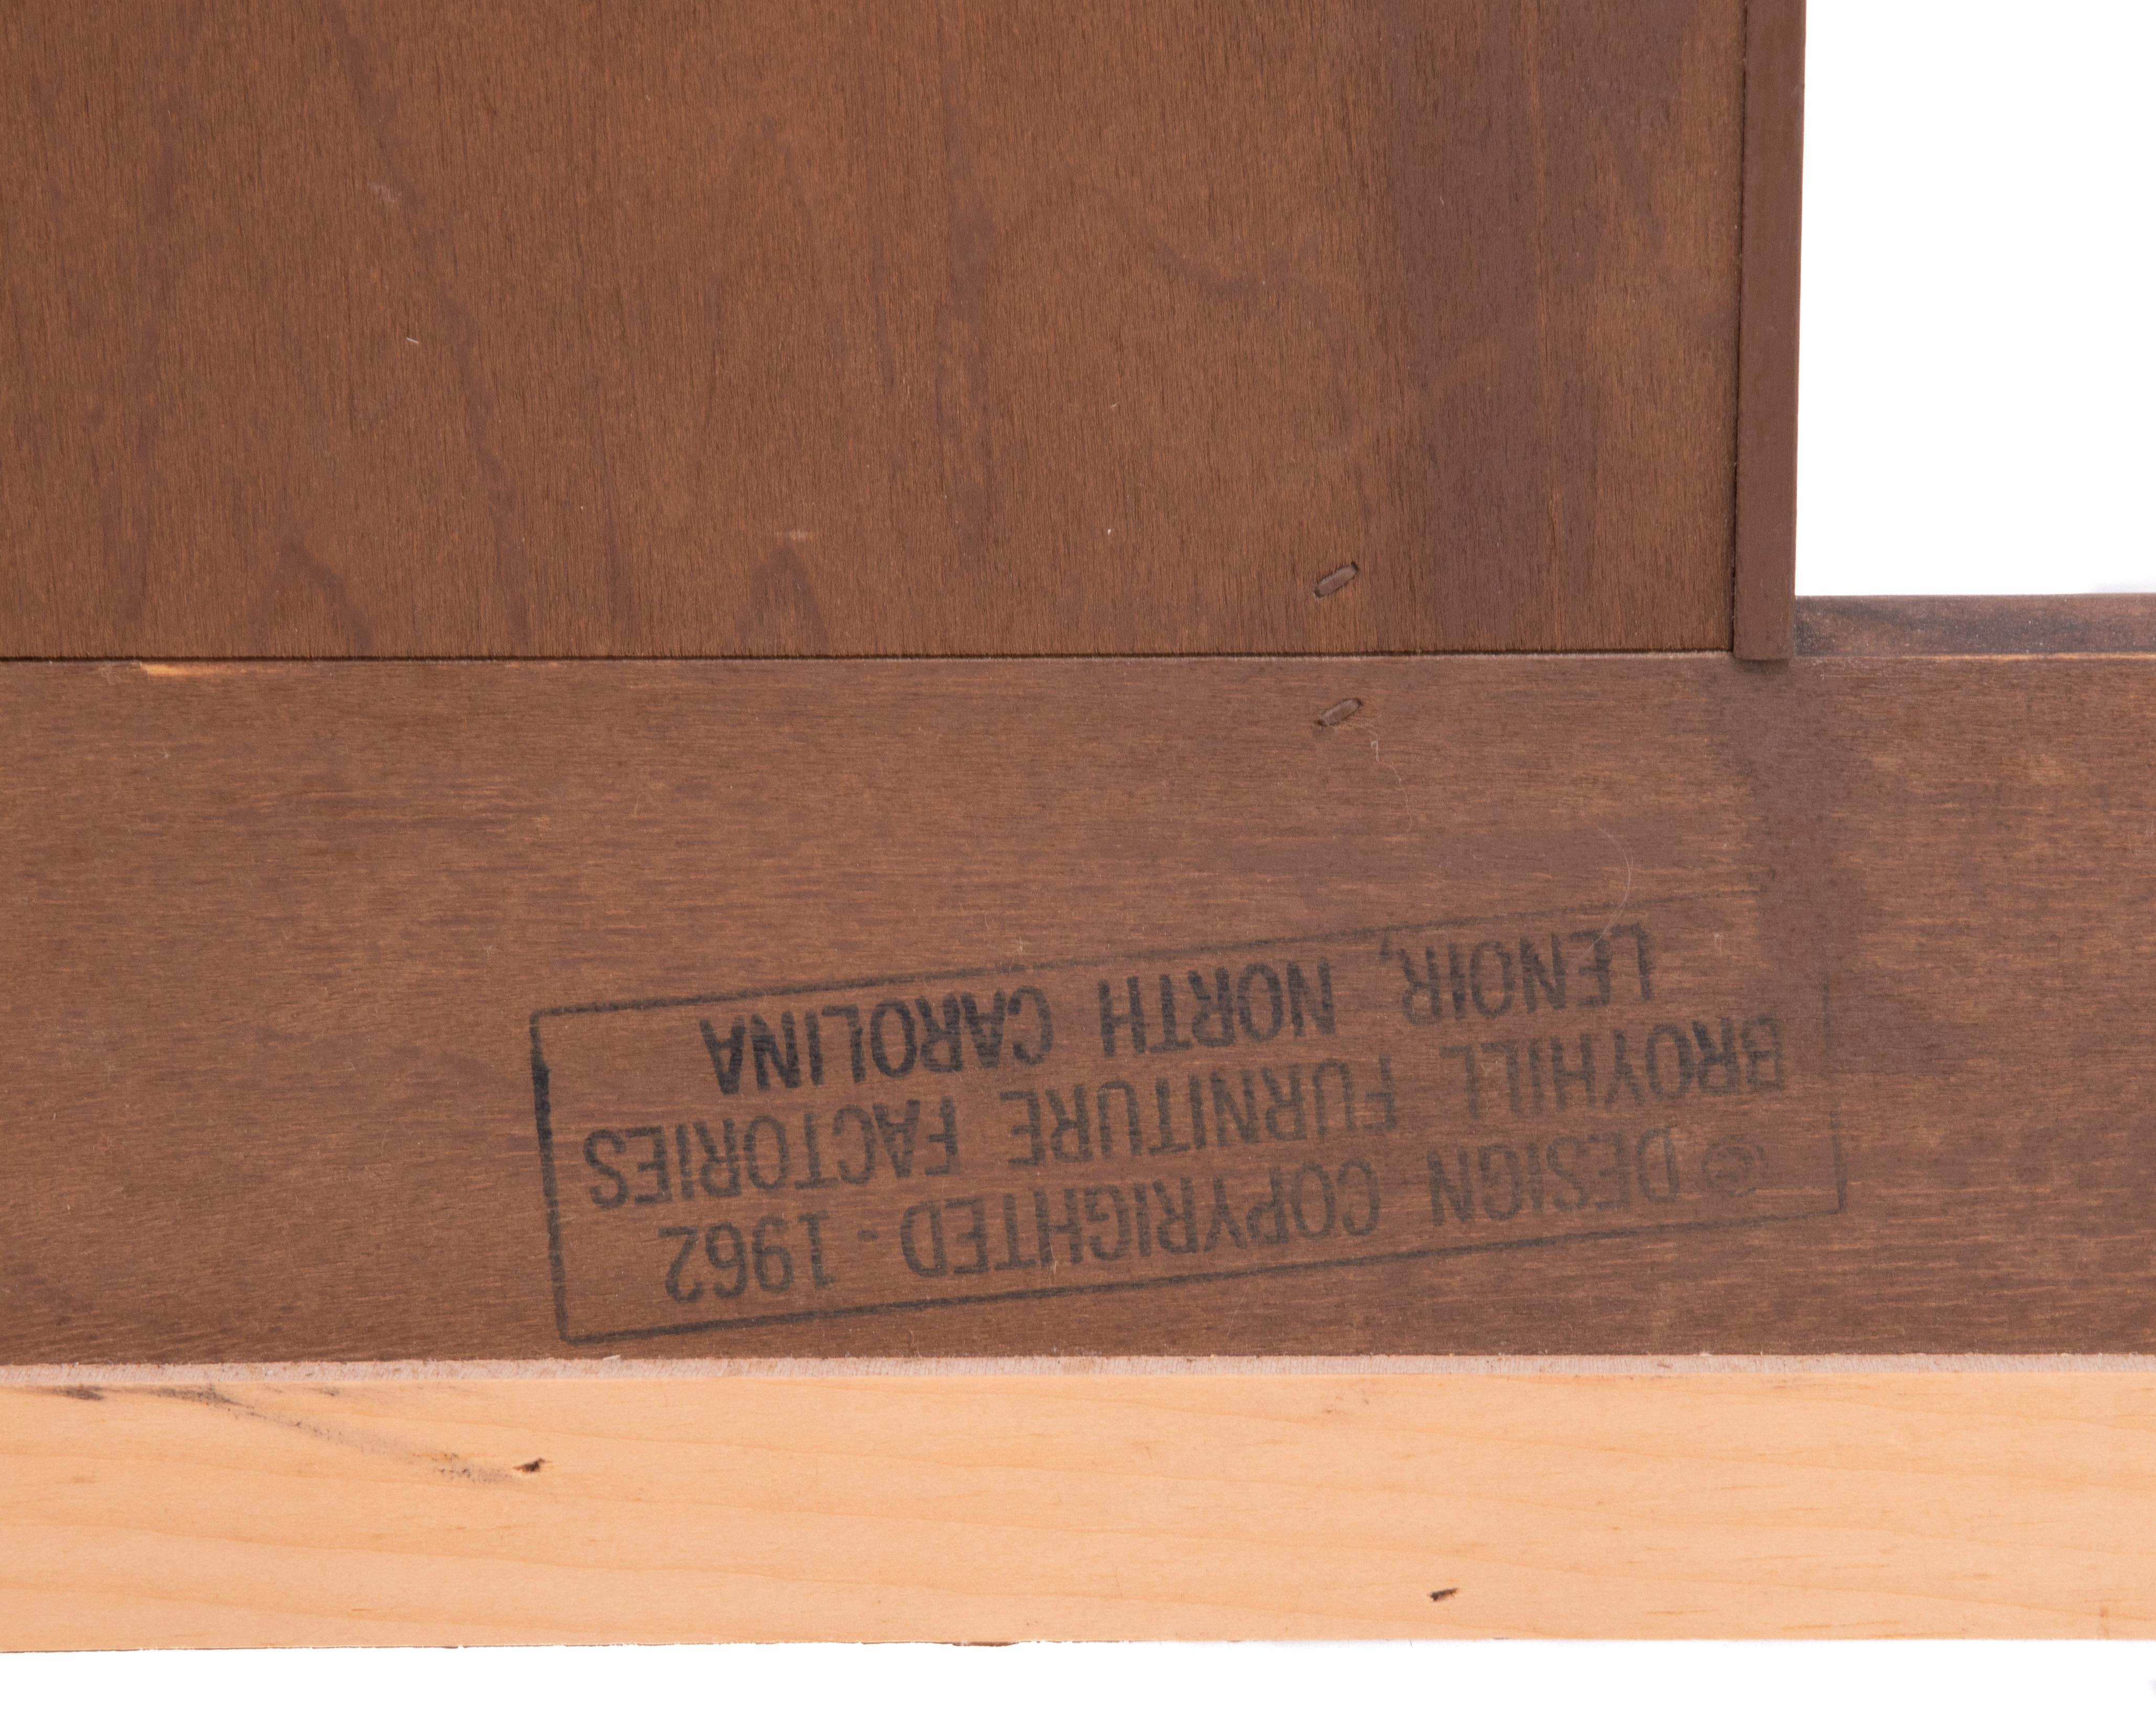 © DESIGN COPYRIGHTED - 1962
BROYHILL FURNITURE FACTORIES
LENOIR, NORTH CAROLINA